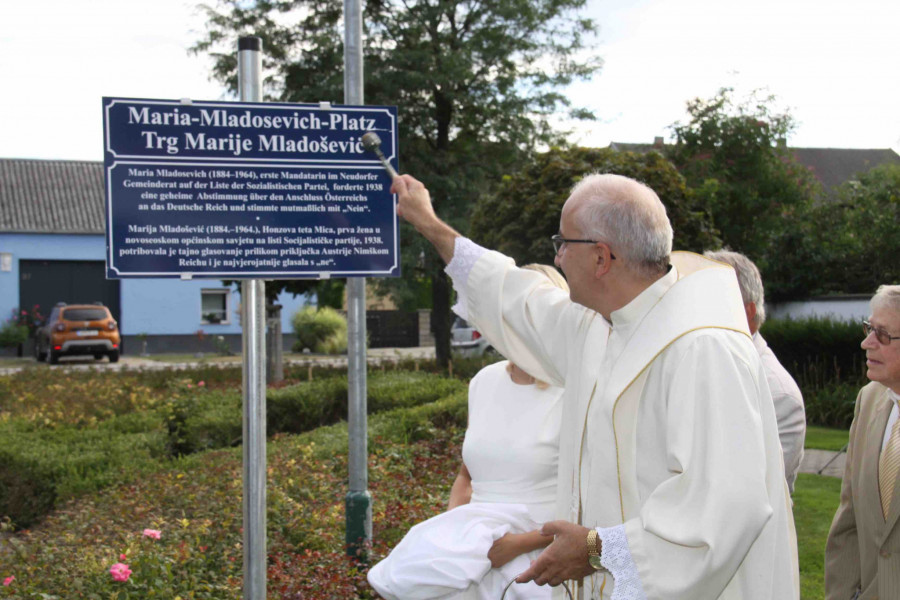 Maria-Mladosevich-Platz
Trg Marije Mladošević
Maria Mladosevich (1884–1964), erste Mandatarin im Neudorfer
Gemeinderat auf der Liste der Sozialistischen Partei, forderte 1938
eine geheime Abstimmung über den Anschluss Österreichs
an das Deutsche Reich und stimmte mutmaßlich mit „Nein“.
•
Marija Mladošević (1884.–1964.), Honzova teta Mica, prva žena u
novoseoskom općinskom savjetu na listi Socijalističke partije, 1938.
potribovala je tajno glasovanje prilikom priključka Austrije Nimškom
Reichu i je najvjerojatnije glasala s „ne“.